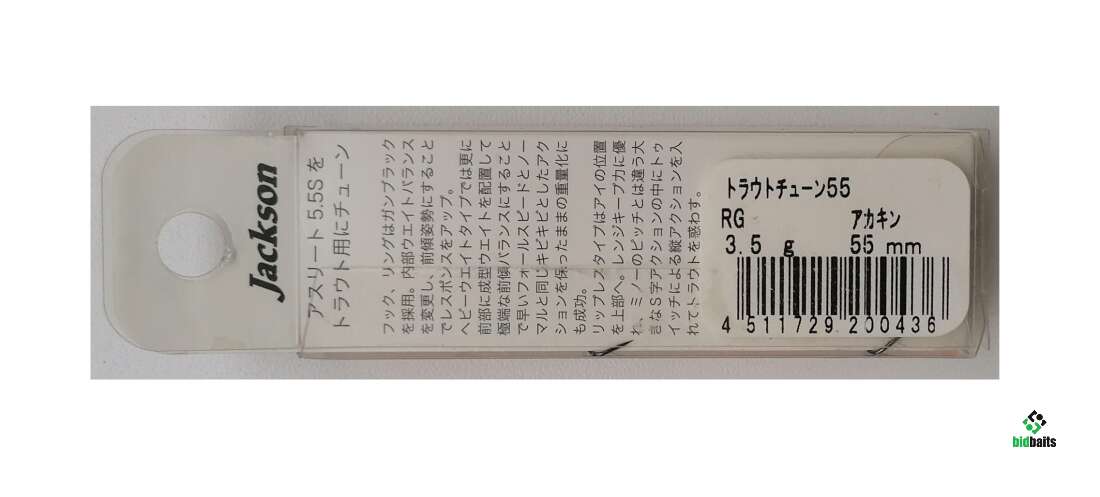 Jackson
アスリート 5.5S を
トラウト用にチューン
フック、リングはガンブラック
を採用。内部ウエイトバランス
を変更し、前傾姿勢にすること
でレスポンスをアップ。
ヘビーウエイトタイプでは更に
前部に成型ウエイトを配置して
極端な前傾バランスにすること
で早いフォールスピードとノー
マルと同じキビキビとしたアク
ションを保ったままの重量化に
も成功。
リップレスタイプはアイの位置
を上部へ。レンジキープ力に優
れ、ミノーのピッチとは違う大
きなS字アクションの中にトゥ
イッチによる縦アクションを入
れてトラウトを惑わす。
トラウトチューン55
RG アカキン
3.5 g 55 mm
4 511729 200436
bidbaits